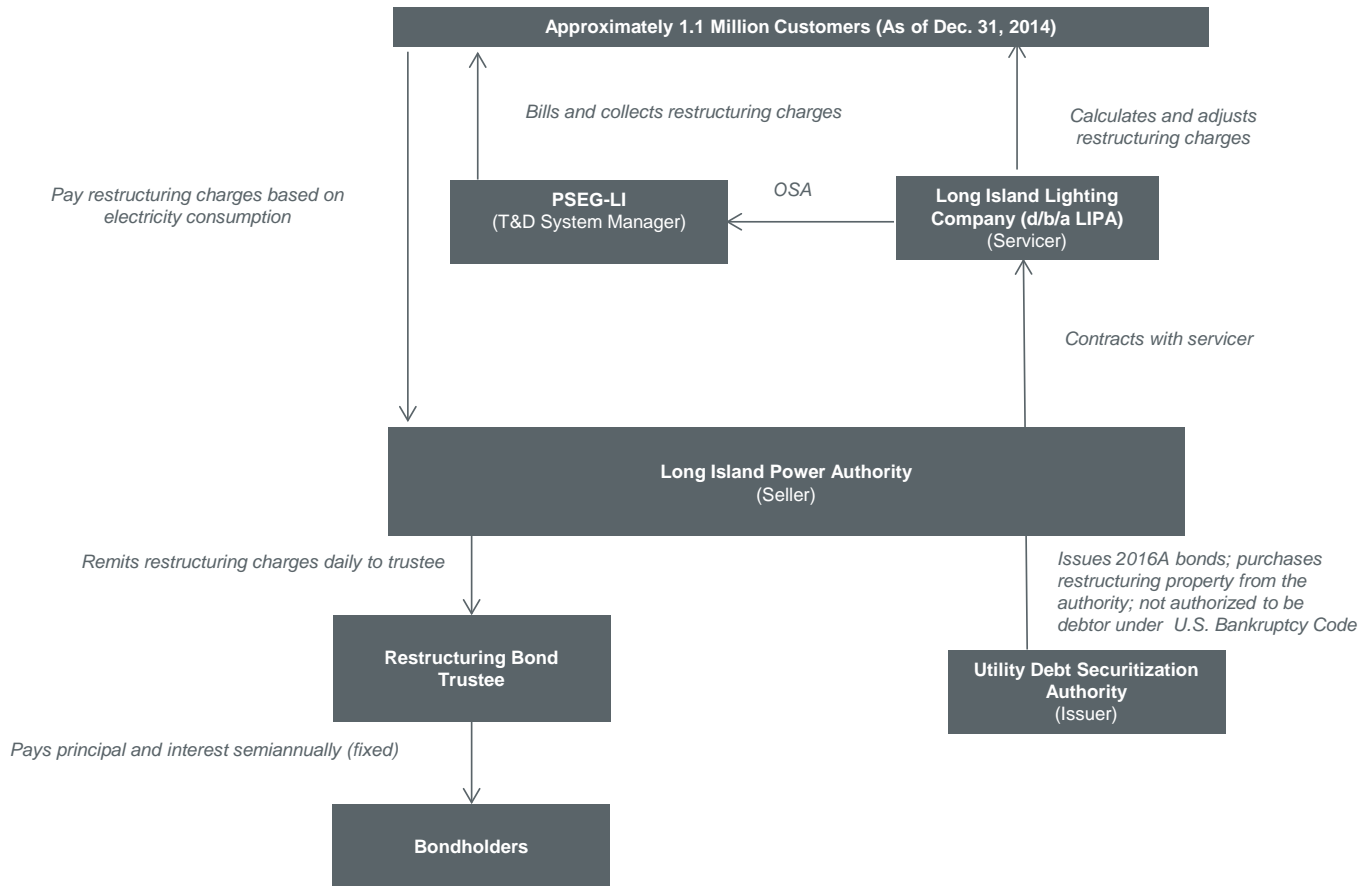 Approximately 1.1 Million Customers (As of Dec. 31, 2014)
Bills and collects restructuring charges
Calculates and adjusts
restructuring charges
Pay restructuring charges based on
electricity consumption
PSEG-LI
(T&D System Manager)
OSA
Long Island Lighting
Company (d/b/a LIPA)
(Servicer)
Contracts with servicer
Long Island Power Authority
(Seller)
Remits restructuring charges daily to trustee
Issues 2016A bonds; purchases
restructuring property from the
authority; not authorized to be
debtor under U.S. Bankruptcy Code
Restructuring Bond
Trustee
Utility Debt Securitization
Authority
(Issuer)
Pays principal and interest semiannually (fixed)
Bondholders